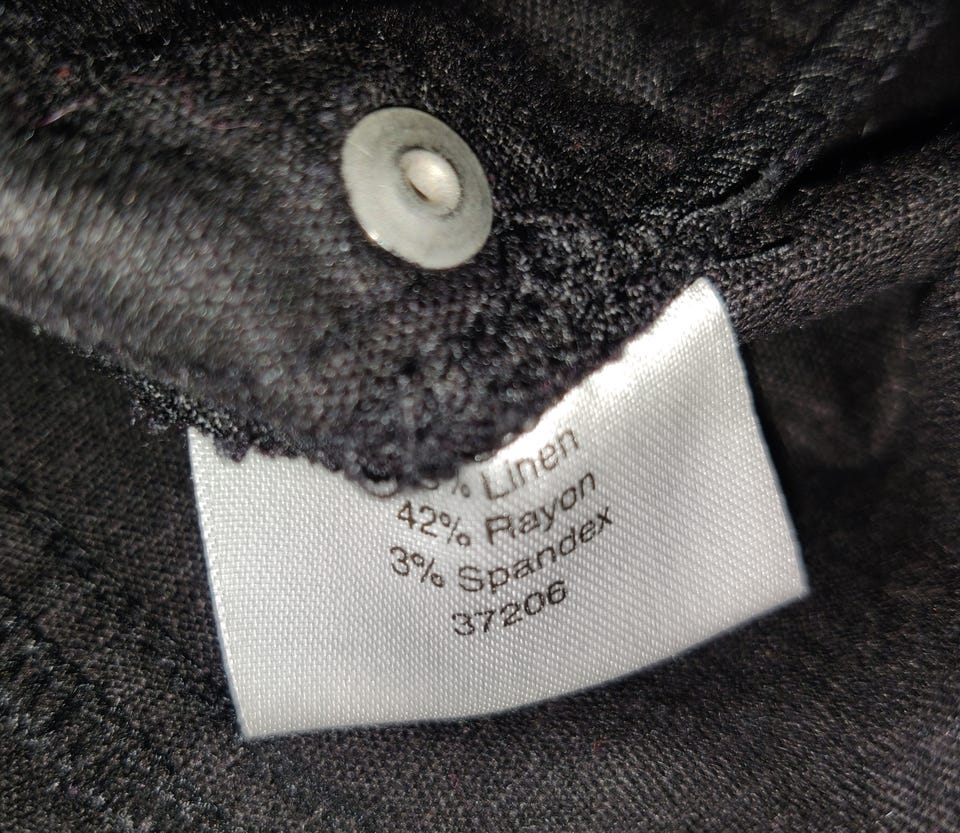 % Linen
42% Rayon
3% Spandex
37206